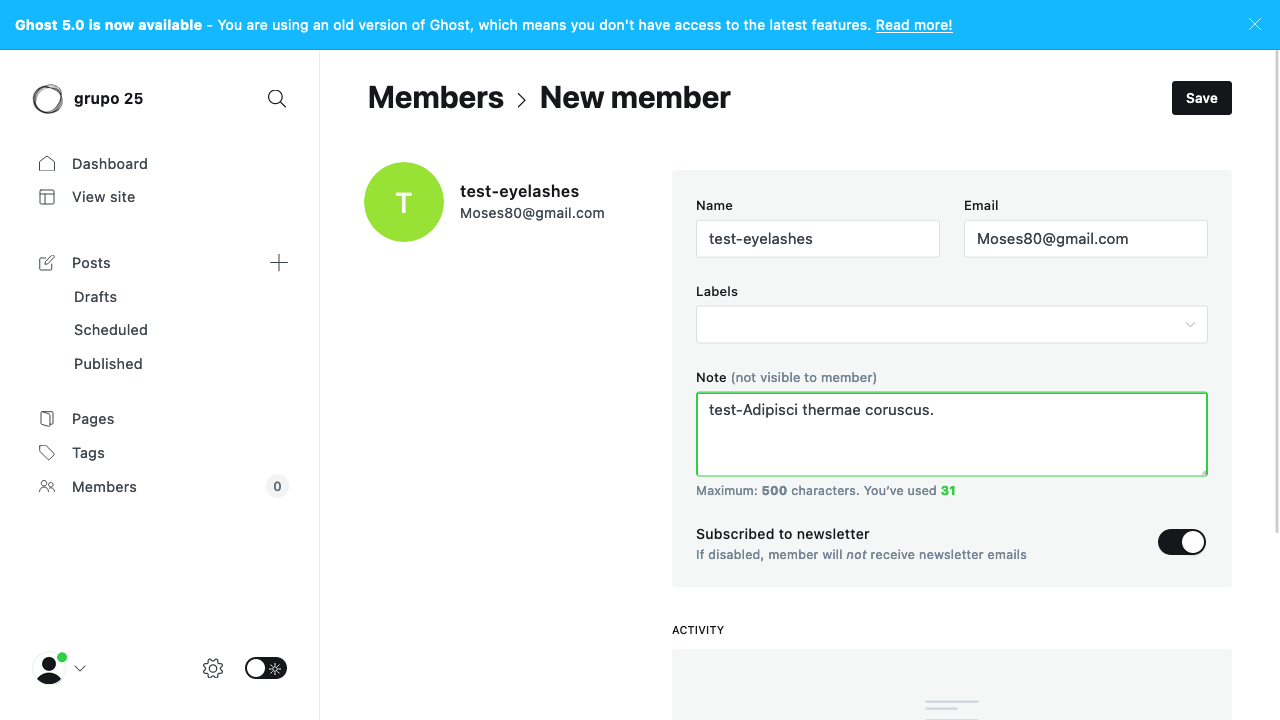 Ghost 5.0 is now available - You are using an old version of Ghost, which means you don't have access to the latest features. Read more!
grupo 25
Dashboard
View site
Posts
Drafts
Scheduled
Published
Pages
Tags
Members 0
Members > New member
Save
T
test-eyelashes
Moses80@gmail.com
Name
test-eyelashes
Email
Moses80@gmail.com
Labels
Note (not visible to member)
test-Adipisci thermae coruscus.
Maximum: 500 characters. You’ve used 31
Subscribed to newsletter
If disabled, member will not receive newsletter emails
ACTIVITY